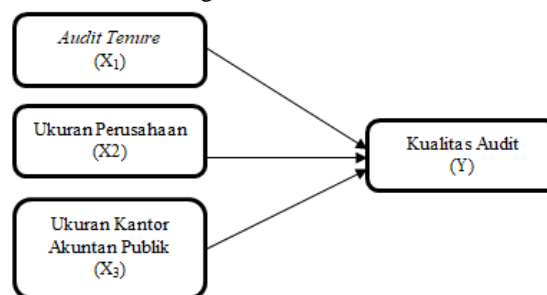 Audit Tenure
(X₁)
Ukuran Perusahaan
(X2)
Ukuran Kantor
Akuntan Publik
(X₃)
Kualitas Audit
(Y)